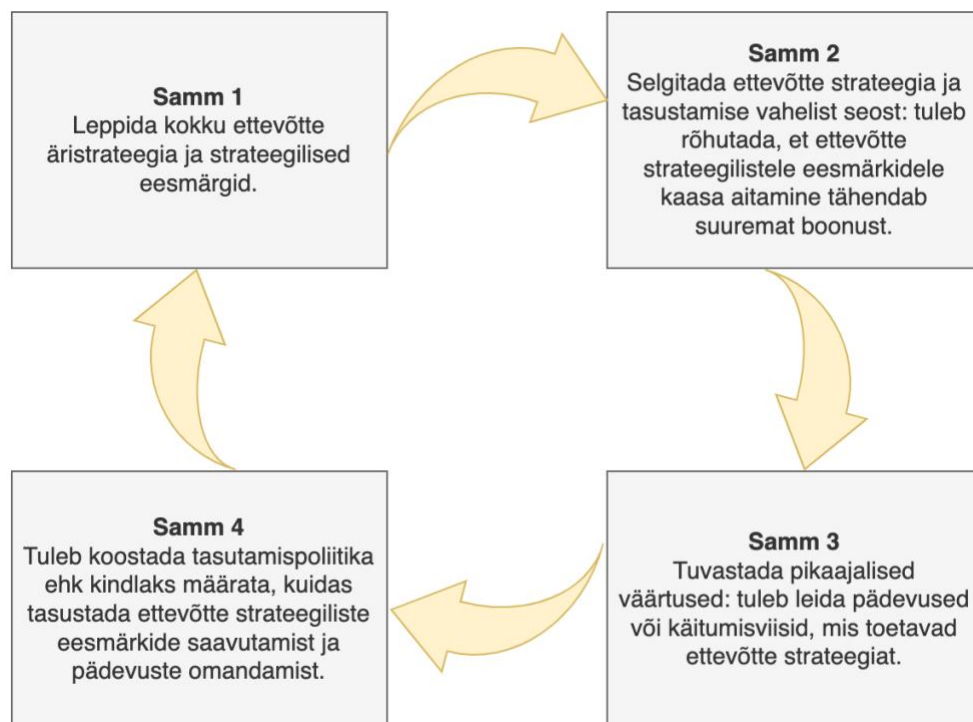 Samm 1
Leppida kokku ettevõtte
äristrateegia ja strateegilised
eesmärgid.
Samm 2
Selgitada ettevõtte strateegia ja
tasustamise vahelist seost: tuleb
rõhutada, et ettevõtte
strateegilistele eesmärkidele
kaasa aitamine tähendab
suuremat boonust.
Samm 3
Tuvastada pikaajalised
väärtused: tuleb leida pädevused
või käitumisviisid, mis toetavad
ettevõtte strateegiat.
Samm 4
Tuleb koostada tasutamispoliitika
ehk kindlaks määrata, kuidas
tasustada ettevõtte strateegiliste
eesmärkide saavutamist ja
pädevuste omandamist.